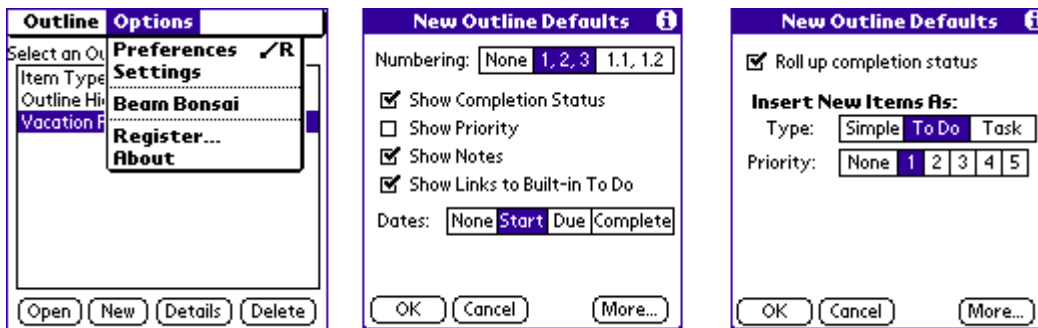 Outline Options
Select an Ou
Preferences /R
Item Type
Settings
Outline Hi
Beam Bonsai
Vacation
Register...
About
Open New Details Delete
New Outline Defaults i
Numbering: None 1, 2, 3 1.1, 1.2
Show Completion Status
Show Priority
Show Notes
Show Links to Built-in To Do
Dates: None Start Due Complete
OK Cancel More...
New Outline Defaults i
Roll up completion status
Insert New Items As:
Type: Simple To Do Task
Priority: None 1 2 3 4 5
OK Cancel More...